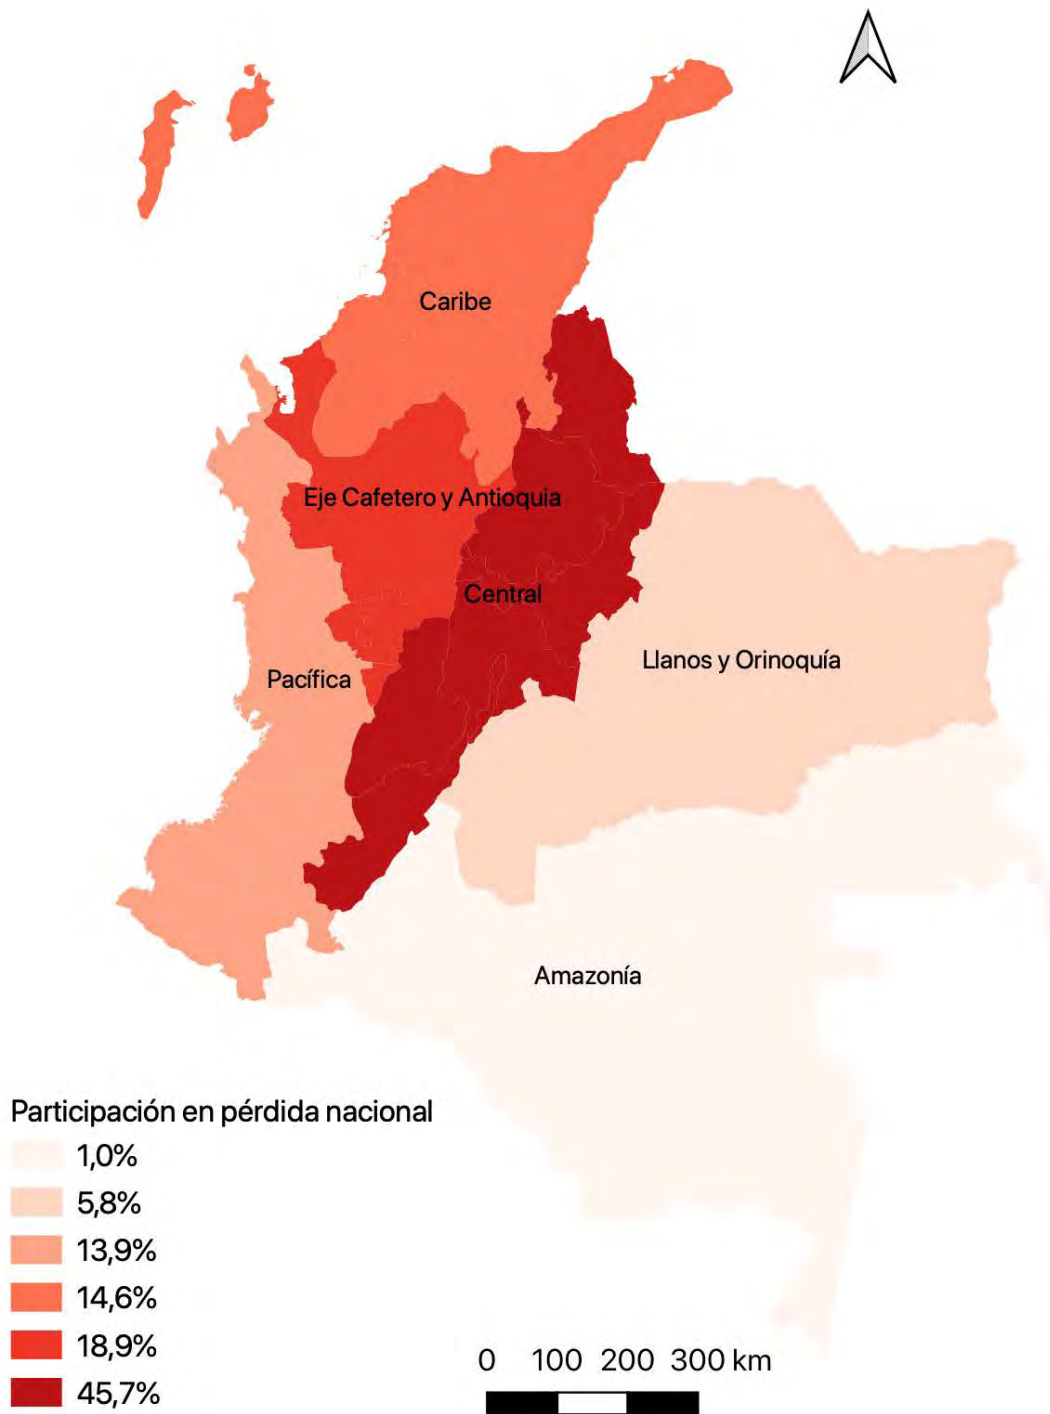 Caribe
Eje Cafetero y Antioquia
Central
Llanos y Orinoquía
Pacífica
Amazonía
Participación en pérdida nacional
1,0%
5,8%
13,9%
14,6%
18,9%
45,7%
0 100 200 300 km